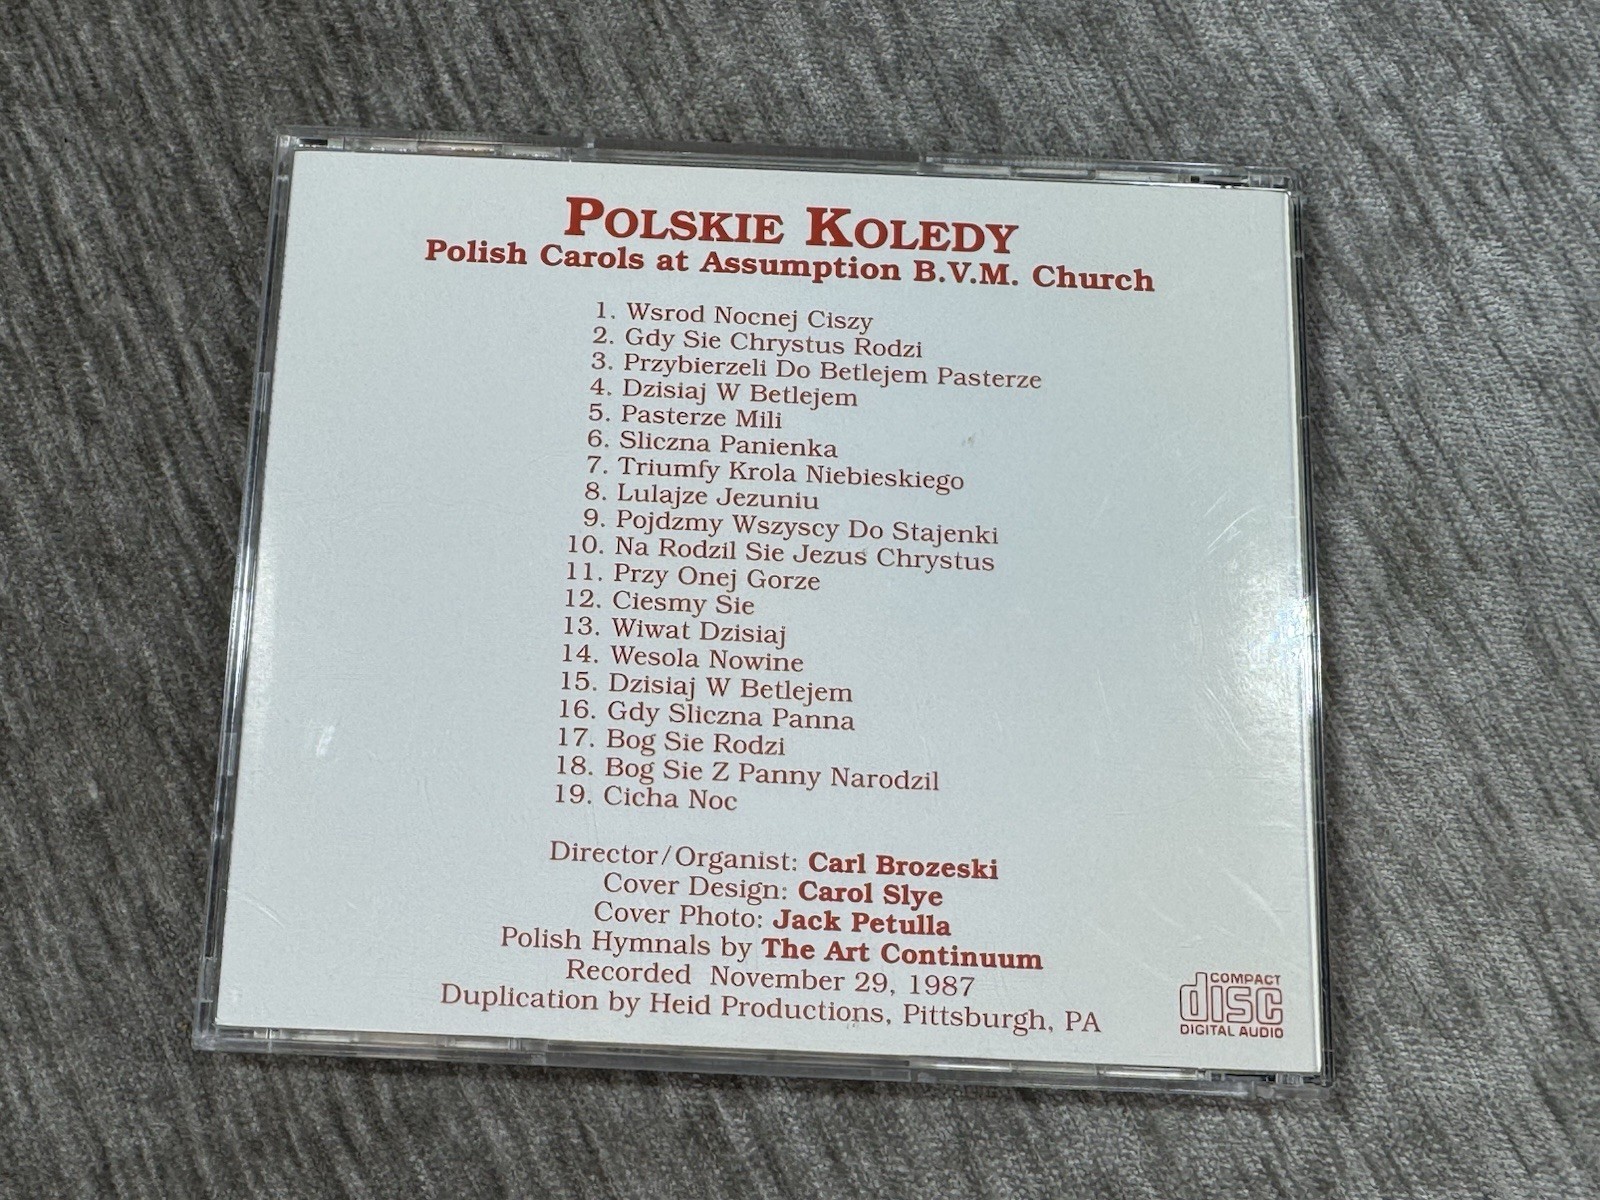 POLSKIE KOLEDY
Polish Carols at Assumption B.V.M. Church
1. Wsrod Nocnej Ciszy
2. Gdy Sie Chrystus Rodzi
3. Przybierzeli Do Betlejem Pasterze
4. Dzisiaj W Betlejem
5. Pasterze Mili
6. Sliczna Panienka
7. Triumfy Krola Niebieskiego
8. Lulajze Jezuniu
9. Pojdzmy Wszyscy Do Stajenki
10. Na Rodzil Sie Jezus Chrystus
11. Przy Onej Gorze
12. Ciesmy Sie
13. Wiwat Dzisiaj
14. Wesola Nowine
15. Dzisiaj W Betlejem
16. Gdy Sliczna Panna
17. Bog Sie Rodzi
18. Bog Sie Z Panny Narodzil
19. Cicha Noc
Director/Organist: Carl Brozeski
Cover Design: Carol Slye
Cover Photo: Jack Petulla
Polish Hymnals by The Art Continuum
Recorded November 29, 1987
Duplication by Heid Productions, Pittsburgh, PA
COMPACT
disc
DIGITAL AUDIO